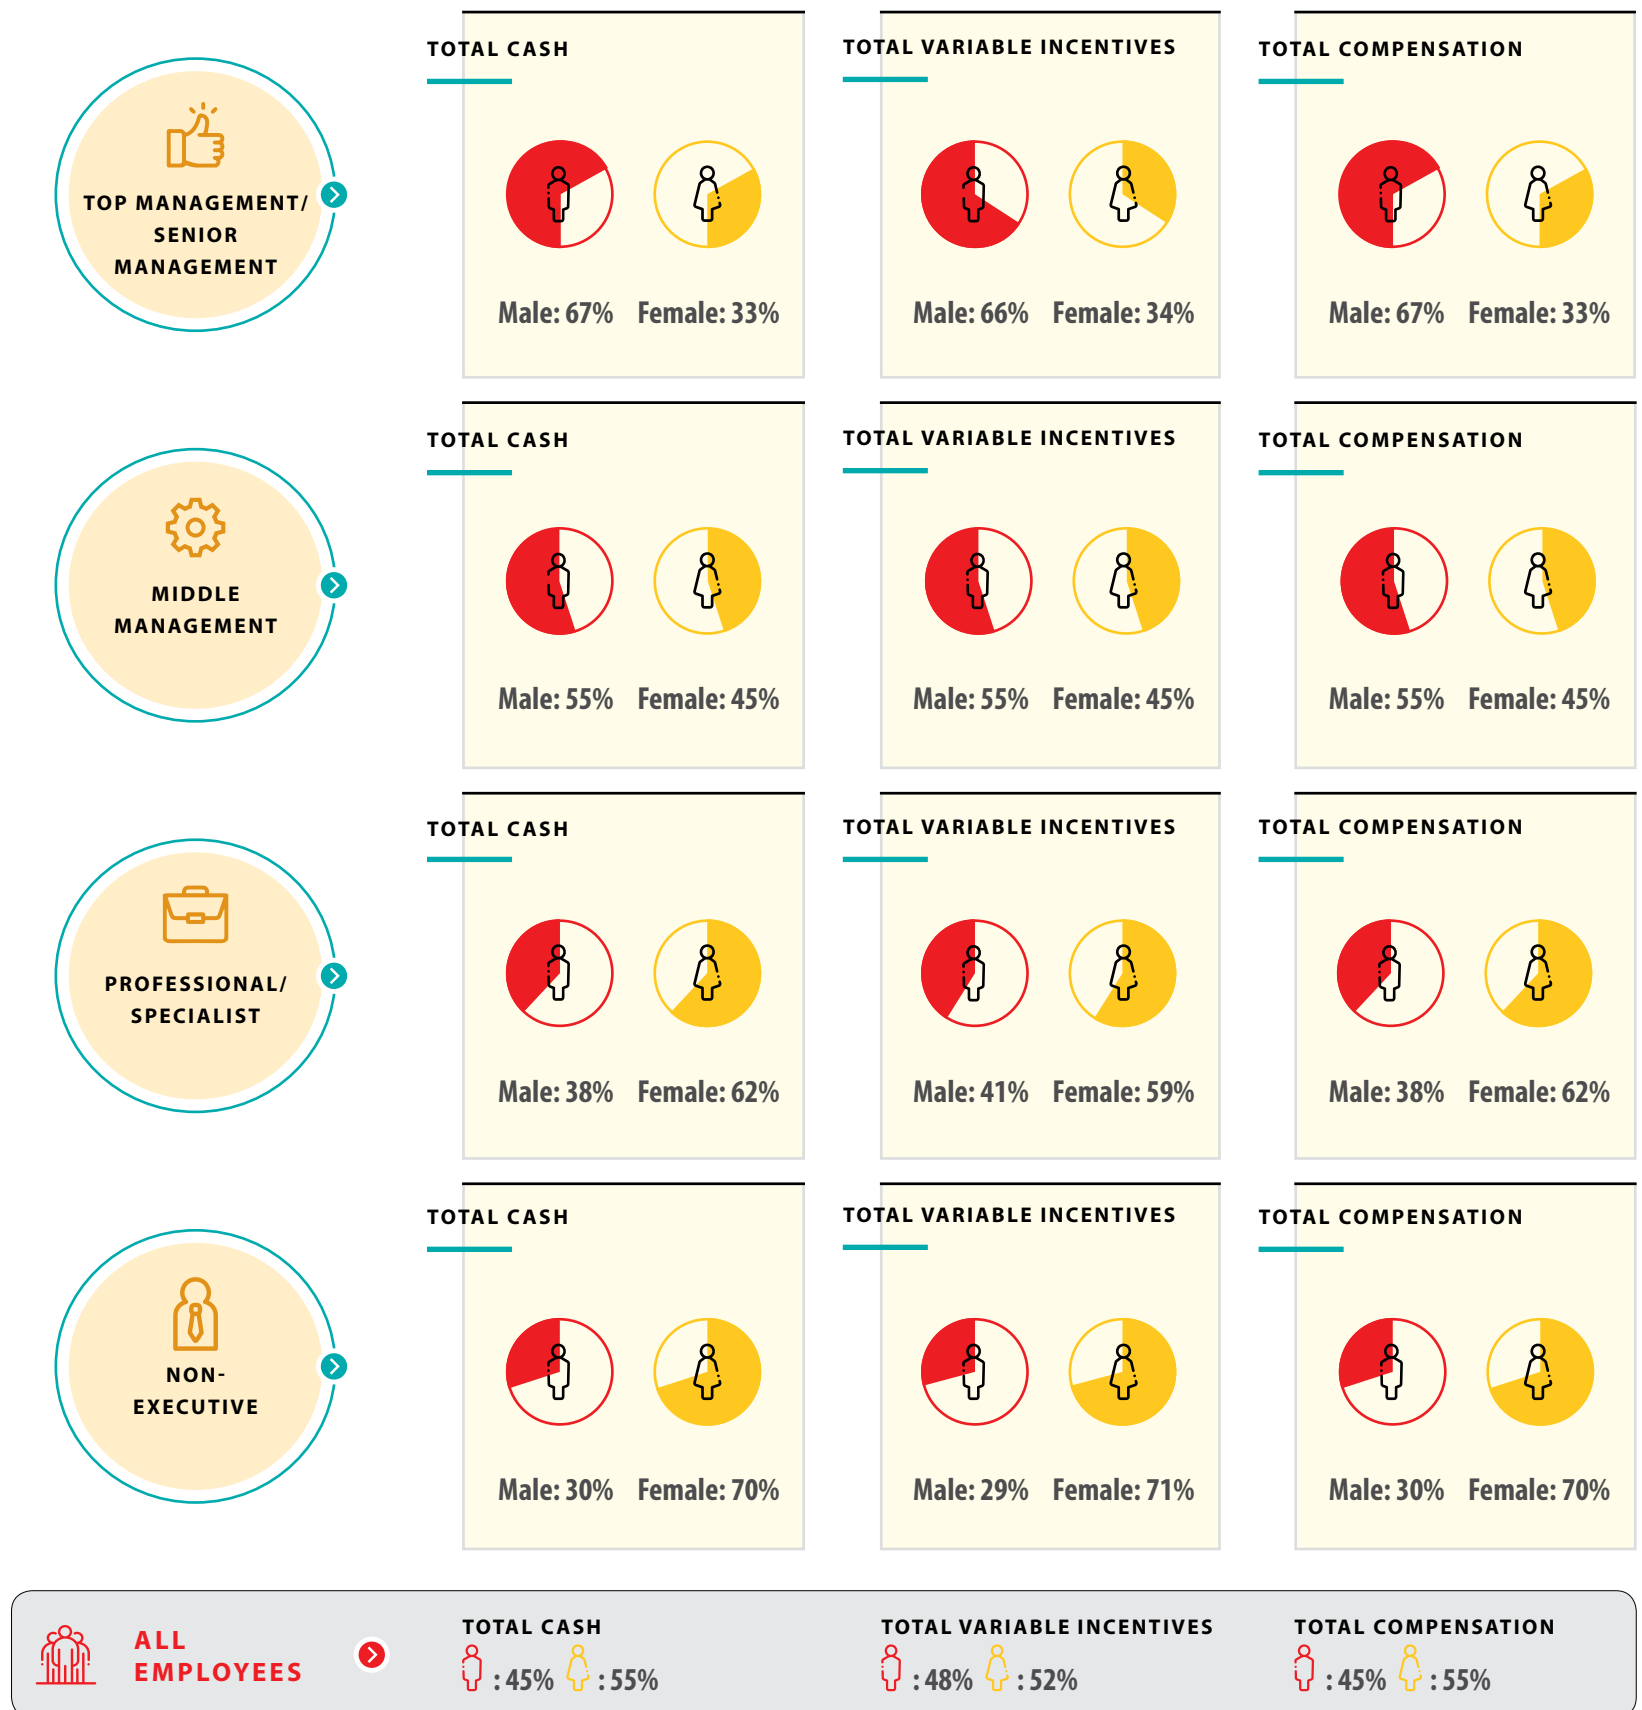 TOP MANAGEMENT/
SENIOR
MANAGEMENT
TOTAL CASH
Male: 67% Female: 33%
TOTAL VARIABLE INCENTIVES
Male: 66% Female: 34%
TOTAL COMPENSATION
Male: 67% Female: 33%
MIDDLE
MANAGEMENT
TOTAL CASH
Male: 55% Female: 45%
TOTAL VARIABLE INCENTIVES
Male: 55% Female: 45%
TOTAL COMPENSATION
Male: 55% Female: 45%
PROFESSIONAL/
SPECIALIST
TOTAL CASH
Male: 38% Female: 62%
TOTAL VARIABLE INCENTIVES
Male: 41% Female: 59%
TOTAL COMPENSATION
Male: 38% Female: 62%
NON-
EXECUTIVE
TOTAL CASH
Male: 30% Female: 70%
TOTAL VARIABLE INCENTIVES
Male: 29% Female: 71%
TOTAL COMPENSATION
Male: 30% Female: 70%
ALL
EMPLOYEES
TOTAL CASH
: 45% : 55%
TOTAL VARIABLE INCENTIVES
: 48% : 52%
TOTAL COMPENSATION
: 45% : 55%